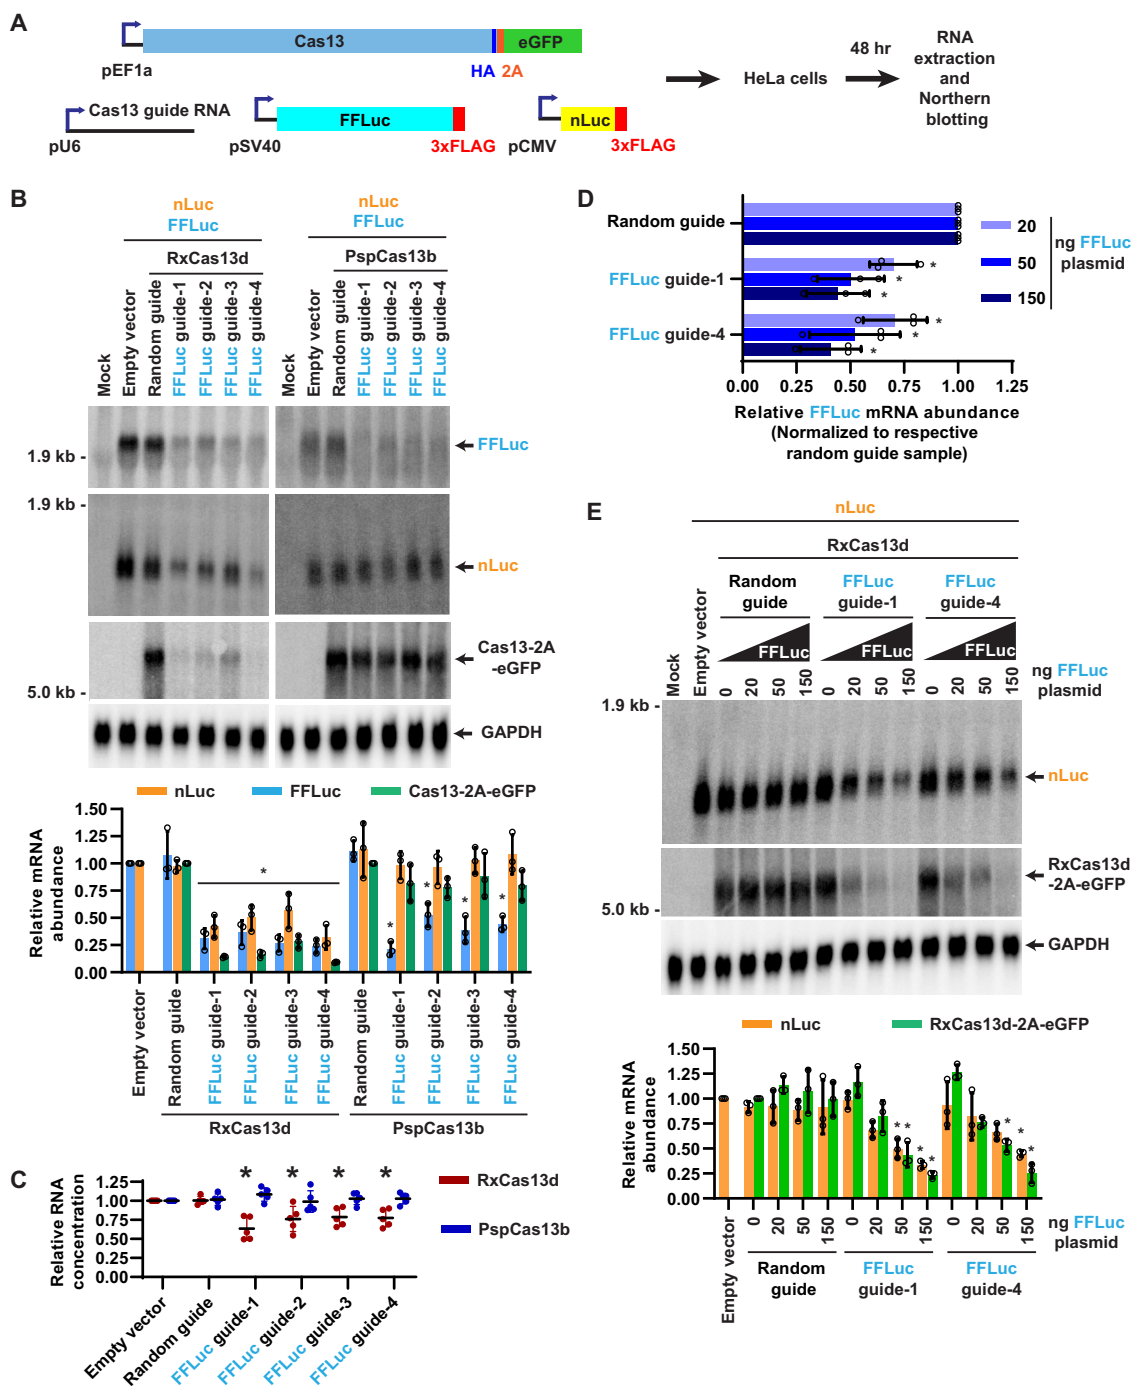 A
Cas13
eGFP
pEF1a
HA 2A
Cas13 guide RNA
pU6
FFLuc
pSV40
3xFLAG
nLuc
pCMV
3xFLAG
HeLa cells
48 hr
RNA
extraction
and
Northern
blotting
B
nLuc
FFLuc
RxCas13d
nLuc
FFLuc
PspCas13b
Mock
Empty vector
Random guide
FFLuc guide-1
FFLuc guide-2
FFLuc guide-3
FFLuc guide-4
Mock
Empty vector
Random guide
FFLuc guide-1
FFLuc guide-2
FFLuc guide-3
FFLuc guide-4
1.9 kb -
FFLuc
1.9 kb -
nLuc
Cas13-2A
-eGFP
5.0 kb -
GAPDH
nLuc
FFLuc
Cas13-2A-eGFP
Relative mRNA
abundance
1.50
1.25
1.00
0.75
0.50
0.25
0.00
*
*
*
*
*
Empty vector
Random guide
FFLuc guide-1
FFLuc guide-2
FFLuc guide-3
FFLuc guide-4
Random guide
FFLuc guide-1
FFLuc guide-2
FFLuc guide-3
FFLuc guide-4
RxCas13d
PspCas13b
C
Relative RNA
concentration
1.25
1.00
0.75
0.50
0.25
0.00
* * * *
RxCas13d
PspCas13b
Empty vector
Random guide
FFLuc guide-1
FFLuc guide-2
FFLuc guide-3
FFLuc guide-4
D
Random guide
FFLuc guide-1
FFLuc guide-4
*
*
*
*
*
*
20
50
150
ng FFLuc
plasmid
0.00 0.25 0.50 0.75 1.00 1.25
Relative FFLuc mRNA abundance
(Normalized to respective
random guide sample)
E
nLuc
RxCas13d
Random
guide
FFLuc
guide-1
FFLuc
guide-4
FFLuc
FFLuc
FFLuc
Mock
Empty vector
0 20 50 150 0 20 50 150 0 20 50 150
ng FFLuc
plasmid
1.9 kb -
nLuc
RxCas13d
-2A-eGFP
5.0 kb -
GAPDH
nLuc
RxCas13d-2A-eGFP
Relative mRNA
abundance
1.50
1.25
1.00
0.75
0.50
0.25
0.00
* * * * * * *
Empty vector
0 20 50 150 0 20 50 150 0 20 50 150
ng FFLuc
plasmid
Random
guide
FFLuc
guide-1
FFLuc
guide-4